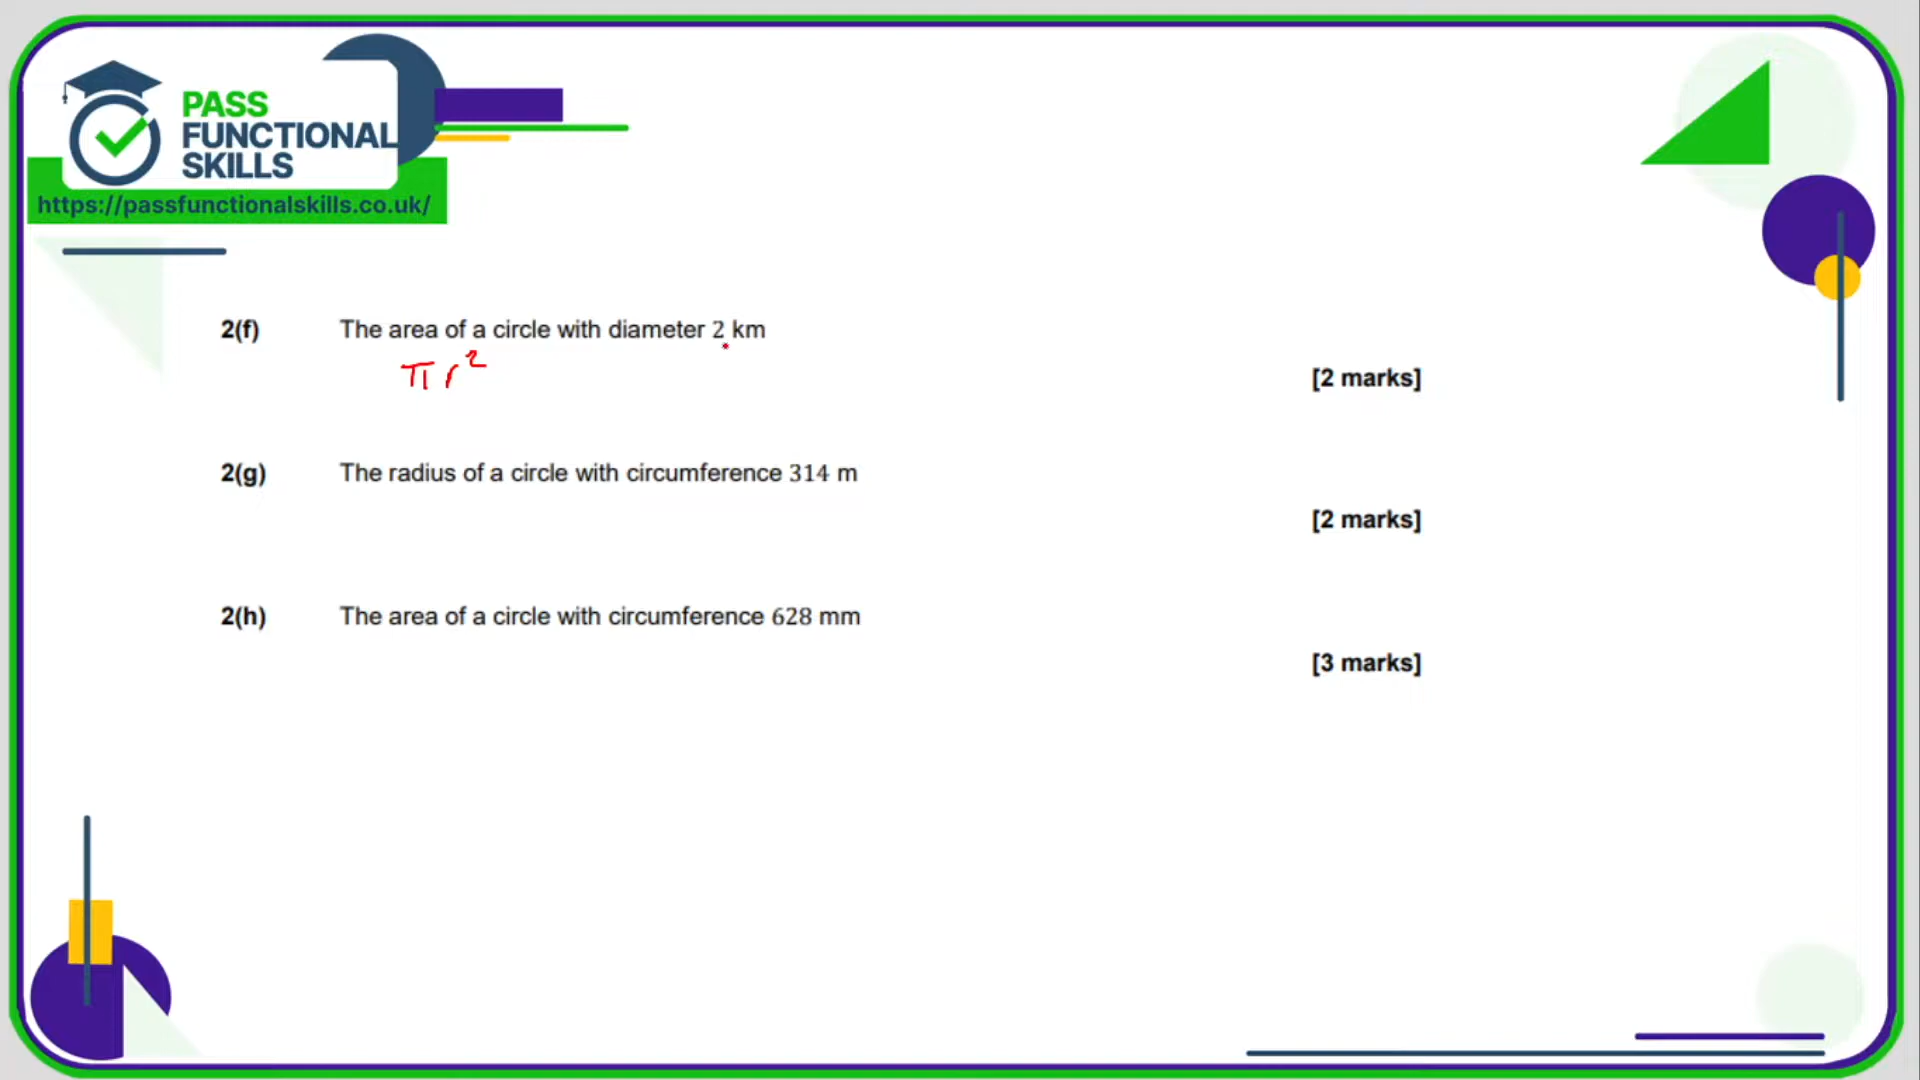 PASS
FUNCTIONAL
SKILLS
https://passfunctionalskills.co.uk/
2(f) The area of a circle with diameter 2 km
πr²
[2 marks]
2(g) The radius of a circle with circumference 314 m
[2 marks]
2(h) The area of a circle with circumference 628 mm
[3 marks]